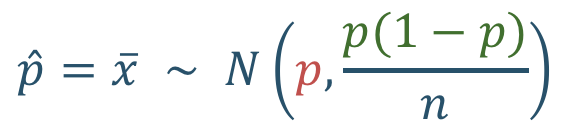 p̂ = x̄ ~ N(p, p(1 − p)/n)